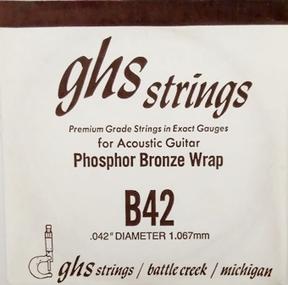 ghs strings
Premium Grade Strings in Exact Gauges
for Acoustic Guitar
Phosphor Bronze Wrap
B42
.042" DIAMETER 1.067mm
ghs strings / battle creek / michigan